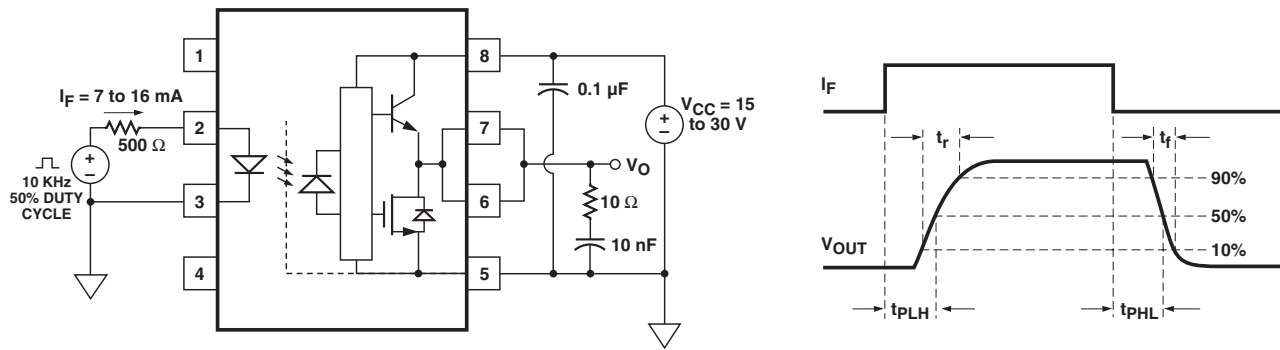 1
2
3
4
8
7
6
5
I_F = 7 to 16 mA
500 Ω
+
–
10 KHz
50% DUTY
CYCLE
0.1 µF
V_CC = 15
to 30 V
+
–
V_O
10 Ω
10 nF
I_F
t_r
t_f
90%
50%
10%
V_OUT
t_PLH
t_PHL